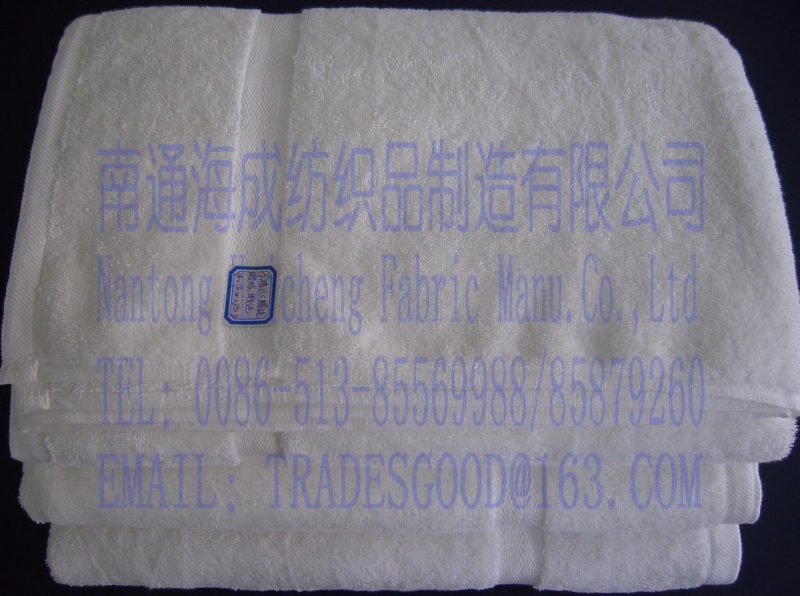 南通海成纺织品制造有限公司
Nantong cheng Fabric Manu.Co.,Ltd
TEL: 0086-513-85569988/85879260
EMAIL: TRADESGOOD@163.COM